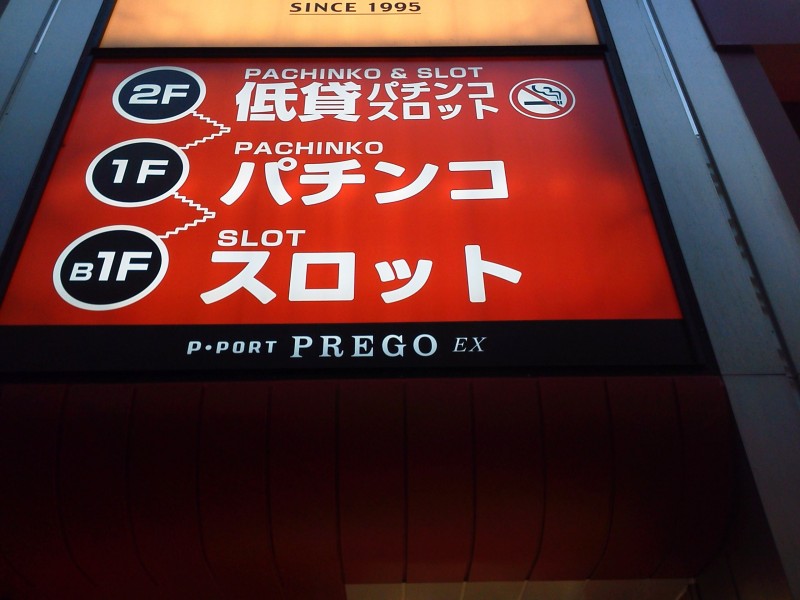 SINCE 1995
2F
PACHINKO & SLOT
低貸パチンコ
スロット
1F
PACHINKO
パチンコ
B1F
SLOT
スロット
P•PORT PREGO EX